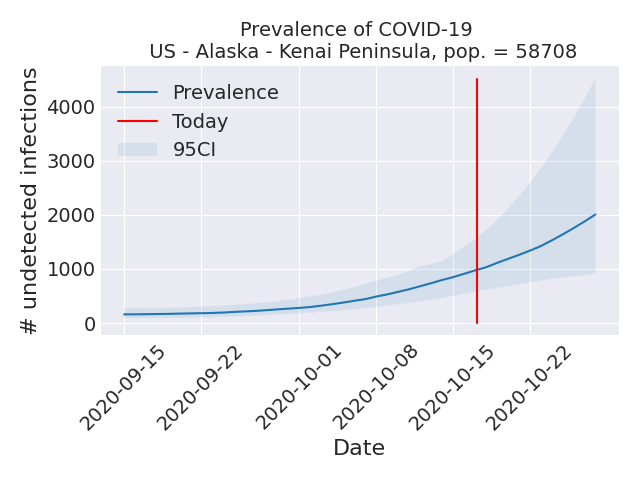 Prevalence of COVID-19
US - Alaska - Kenai Peninsula, pop. = 58708
# undetected infections
4000
3000
2000
1000
0
Prevalence
Today
95CI
2020-09-15
2020-09-22
2020-10-01
2020-10-08
2020-10-15
2020-10-22
Date